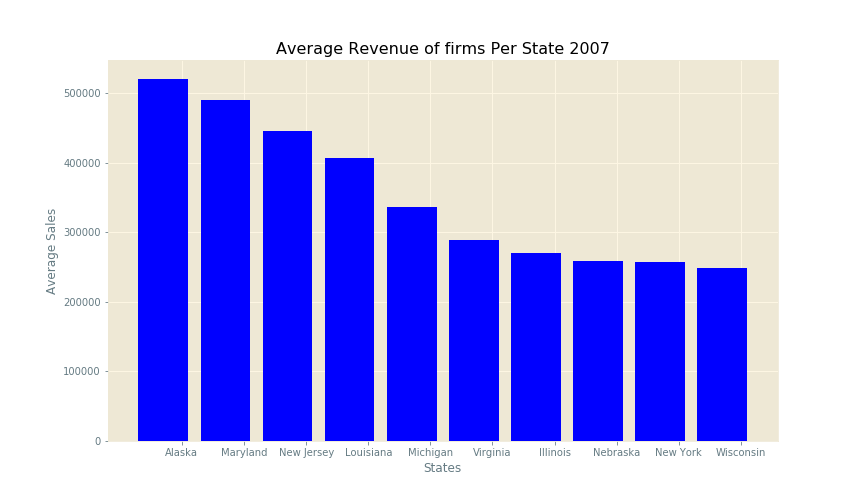 Average Revenue of firms Per State 2007
500000
400000
300000
200000
100000
0
Average Sales
Alaska Maryland New Jersey Louisiana Michigan Virginia Illinois Nebraska New York Wisconsin
States